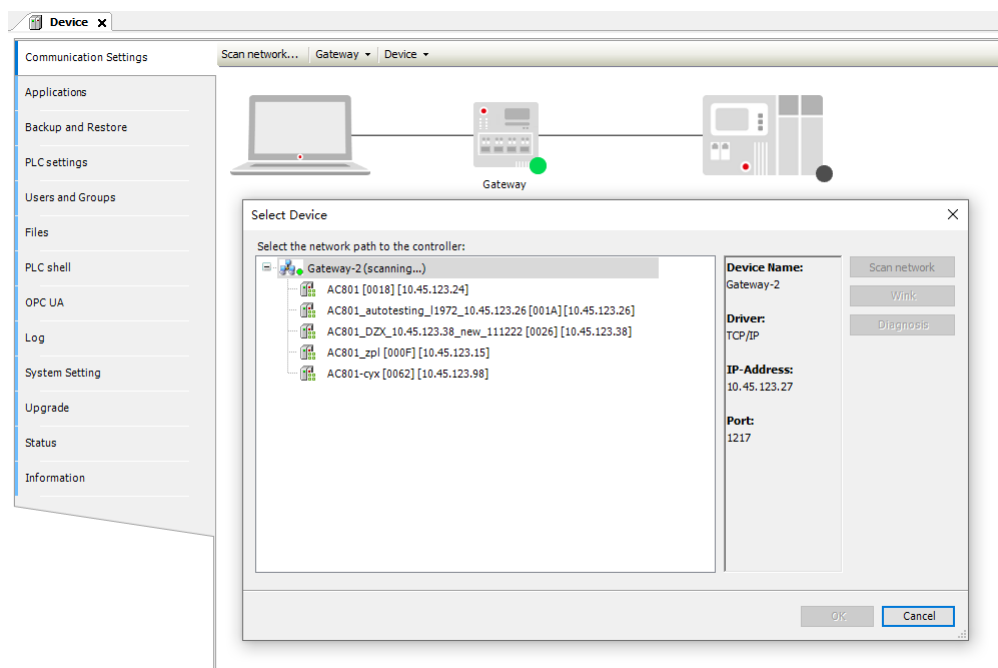 Device
Scan network... Gateway Device
Communication Settings
Applications
Backup and Restore
PLC settings
Users and Groups
Files
PLC shell
OPC UA
Log
System Setting
Upgrade
Status
Information
Gateway
Select Device
Select the network path to the controller:
Gateway-2 (scanning...)
AC801 [0018] [10.45.123.24]
AC801_autotesting_l1972_10.45.123.26 [001A][10.45.123.26]
AC801_DZX_10.45.123.38_new_111222 [0026] [10.45.123.38]
AC801_zpl [000F] [10.45.123.15]
AC801-cyx [0062] [10.45.123.98]
Device Name:
Gateway-2
Driver:
TCP/IP
IP-Address:
10.45.123.27
Port:
1217
Scan network
Wink
Diagnosis
OK
Cancel